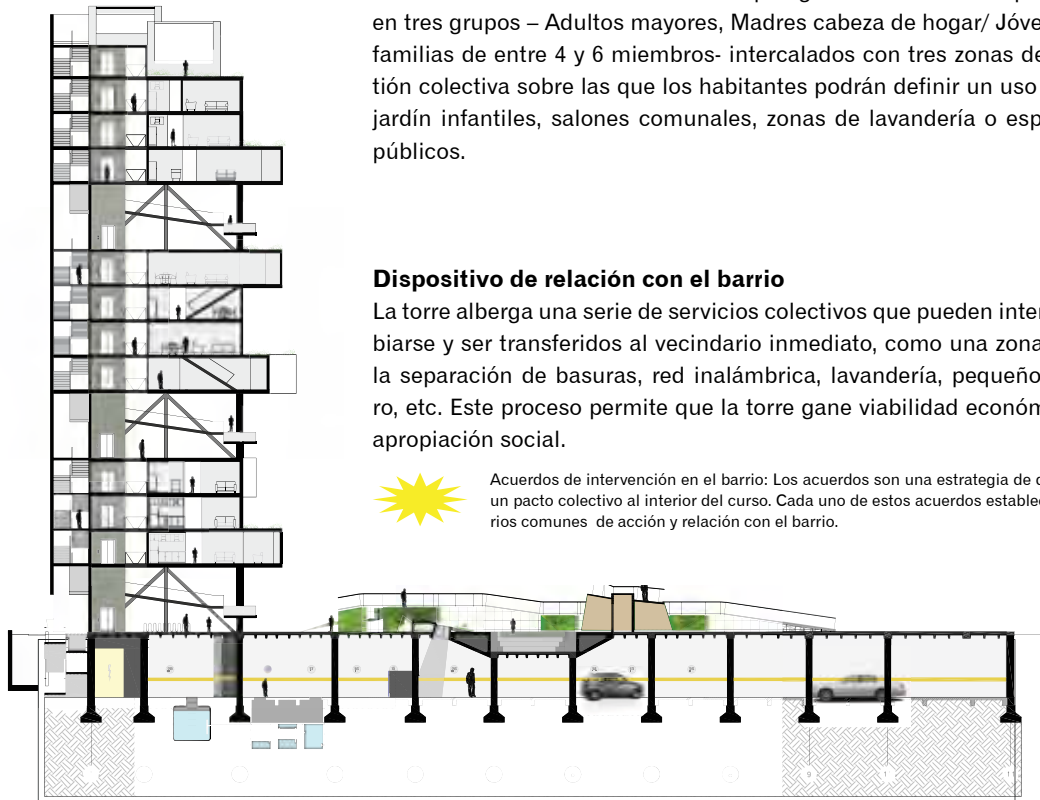 en tres grupos – Adultos mayores, Madres cabeza de hogar/ Jóve
familias de entre 4 y 6 miembros- intercalados con tres zonas de
tión colectiva sobre las que los habitantes podrán definir un uso
jardín infantiles, salones comunales, zonas de lavandería o esp
públicos.
Dispositivo de relación con el barrio
La torre alberga una serie de servicios colectivos que pueden inter
biarse y ser transferidos al vecindario inmediato, como una zona
la separación de basuras, red inalámbrica, lavandería, pequeño
ro, etc. Este proceso permite que la torre gane viabilidad económ
apropiación social.
Acuerdos de intervención en el barrio: Los acuerdos son una estrategia de
un pacto colectivo al interior del curso. Cada uno de estos acuerdos establec
rios comunes de acción y relación con el barrio.
9